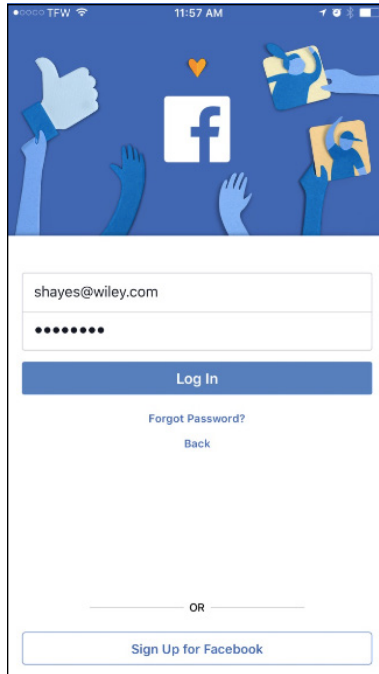 TFW 11:57 AM
f
shayes@wiley.com
••••••••
Log In
Forgot Password?
Back
OR
Sign Up for Facebook